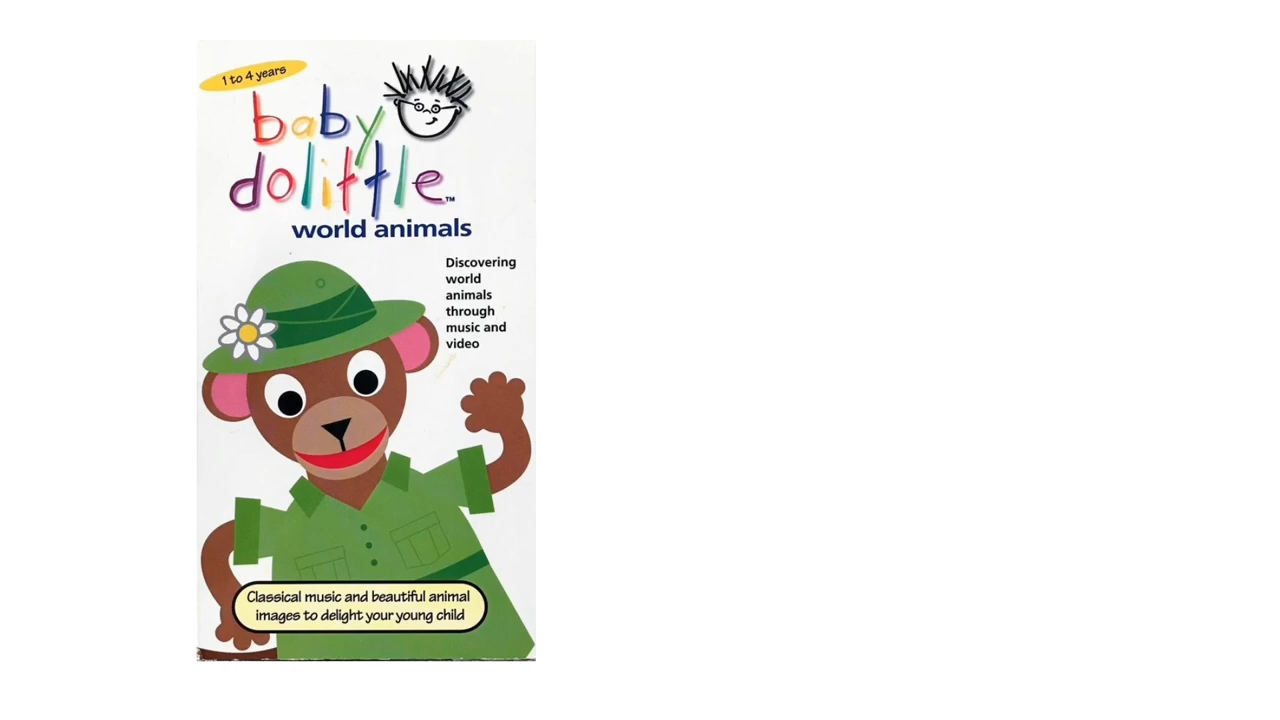 1 to 4 years
baby
dolittle™
world animals
Discovering
world
animals
through
music and
video
Classical music and beautiful animal
images to delight your young child